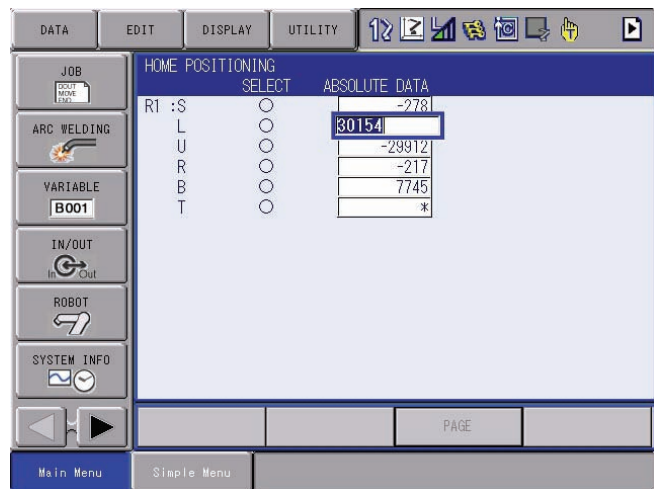 DATA EDIT DISPLAY UTILITY
JOB
DOUT
MOVE
END
ARC WELDING
VARIABLE
B001
IN/OUT
In Out
ROBOT
SYSTEM INFO
HOME POSITIONING
SELECT ABSOLUTE DATA
R1 :S -278
L 30154
U -29912
R -217
B 7745
T *
PAGE
Main Menu Simple Menu